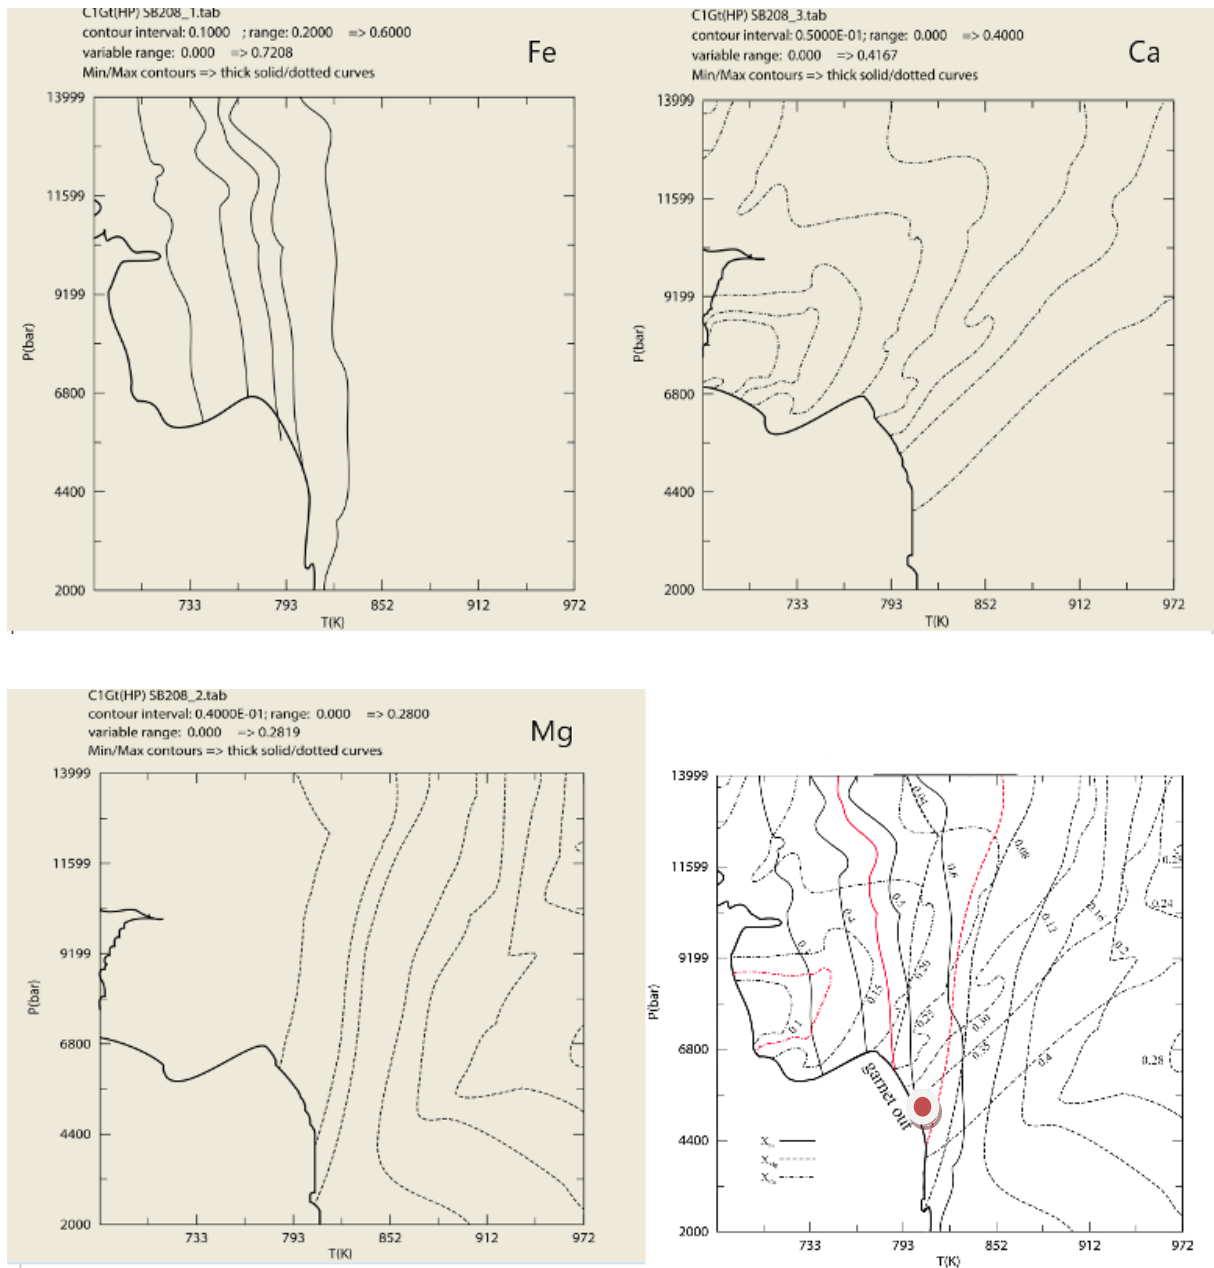 C1Gt(HP) SB208_1.tab
contour interval: 0.1000 ; range: 0.2000 => 0.6000
variable range: 0.000 => 0.7208
Min/Max contours => thick solid/dotted curves
Fe
13999
11599
9199
6800
4400
2000
P(bar)
733 793 852 912 972
T(K)
C1Gt(HP) SB208_3.tab
contour interval: 0.5000E-01; range: 0.000 => 0.4000
variable range: 0.000 => 0.4167
Min/Max contours => thick solid/dotted curves
Ca
13999
11599
9199
6800
4400
2000
P(bar)
733 793 852 912 972
T(K)
C1Gt(HP) SB208_2.tab
contour interval: 0.4000E-01; range: 0.000 => 0.2800
variable range: 0.000 => 0.2819
Min/Max contours => thick solid/dotted curves
Mg
13999
11599
9199
6800
4400
2000
P(bar)
733 793 852 912 972
T(K)
13999
11599
9199
6800
4400
2000
P(bar)
0.04
0.08
0.6
0.4
0.24
0.16
0.12
0.2
0.15
0.1
0.4
0.28
garnet out
733 793 852 912 972
T(K)